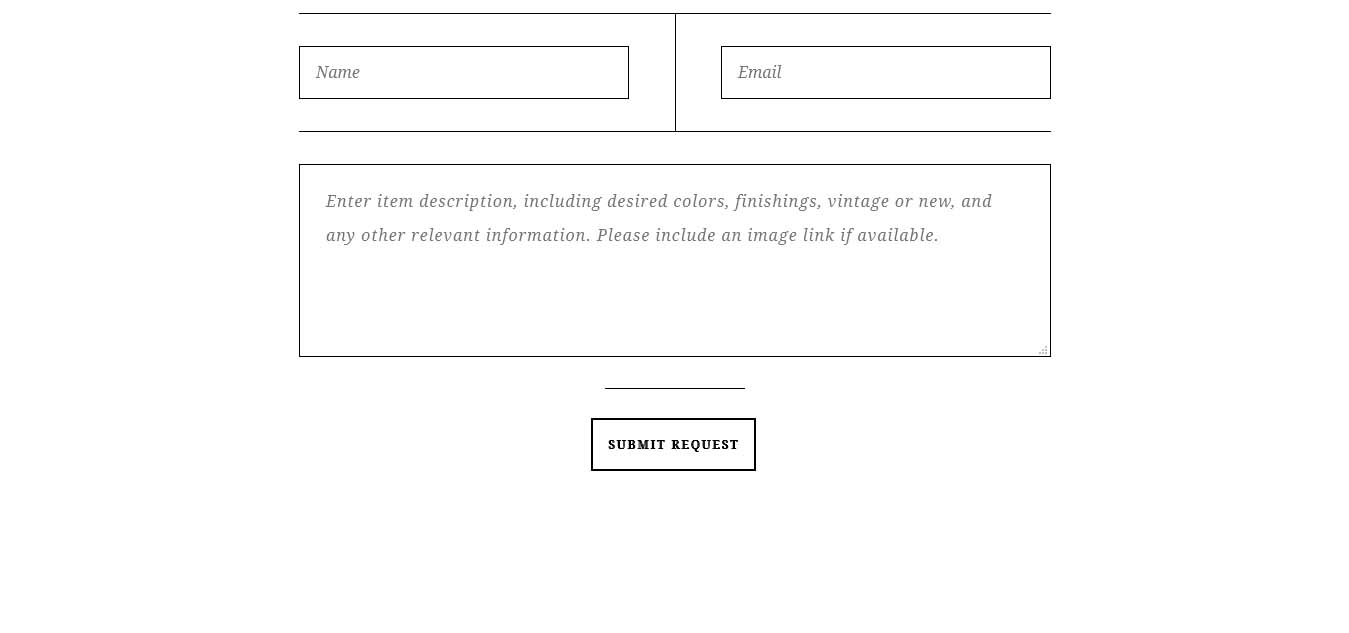 Name
Email
Enter item description, including desired colors, finishings, vintage or new, and
any other relevant information. Please include an image link if available.
SUBMIT REQUEST